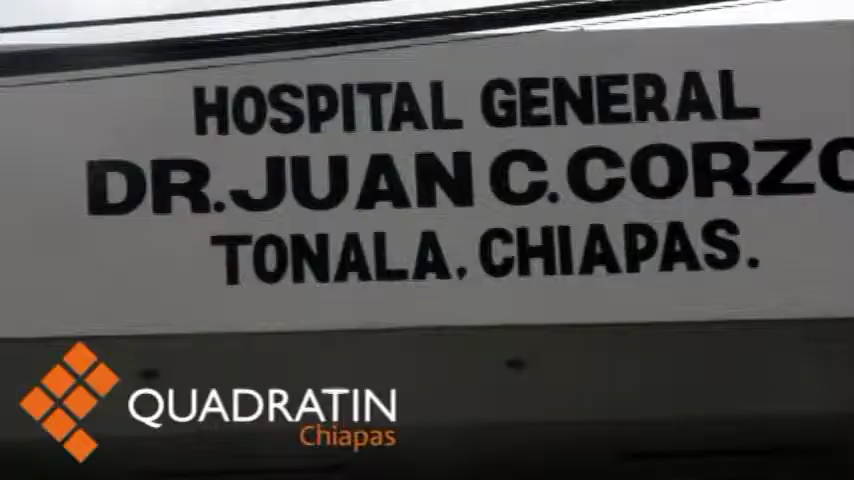 HOSPITAL GENERAL
DR. JUAN C. CORZO
TONALA, CHIAPAS.
QUADRATIN
Chiapas